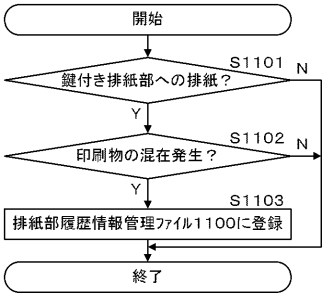 開始
S1101
鍵付き排紙部への排紙？
N
Y
S1102
印刷物の混在発生？
N
Y
S1103
排紙部履歴情報管理ファイル1100に登録
終了